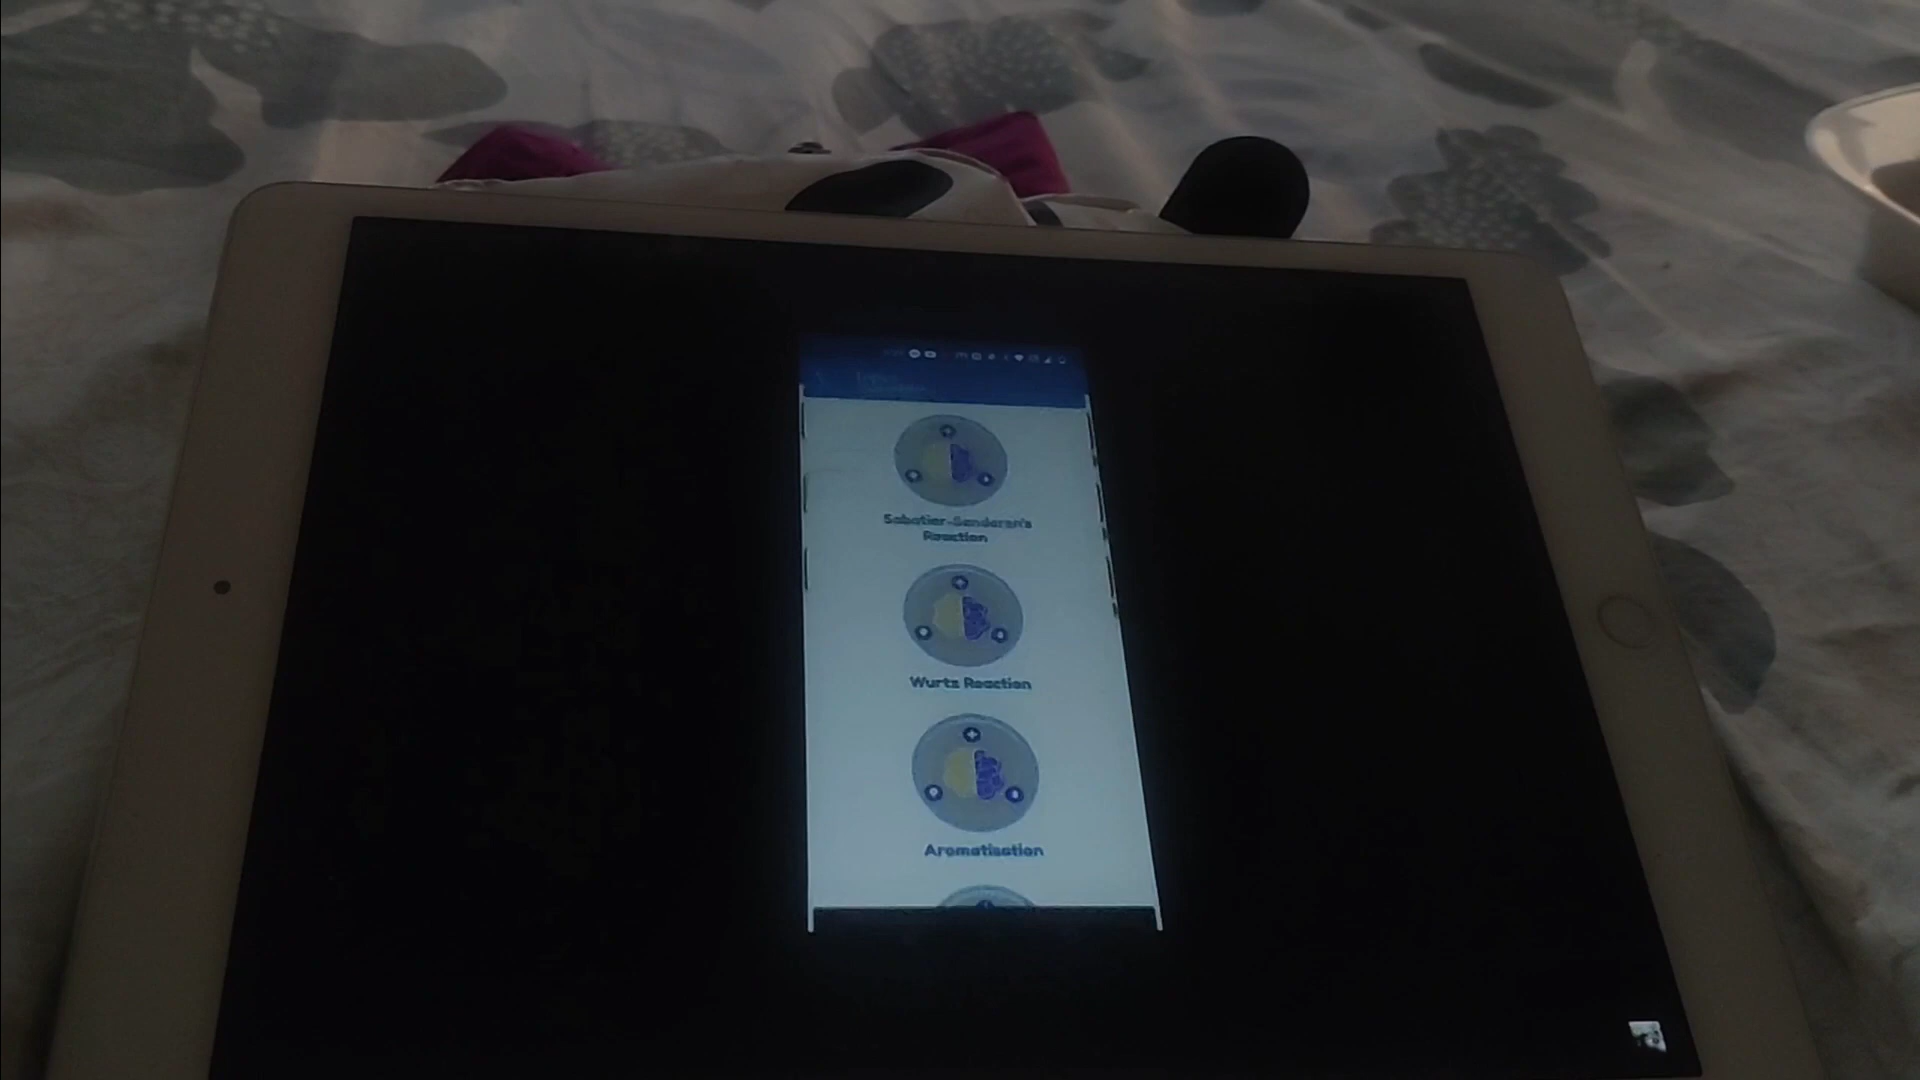 Sabatier-Senderen's
Reaction
Wurtz Reaction
Aromatisation